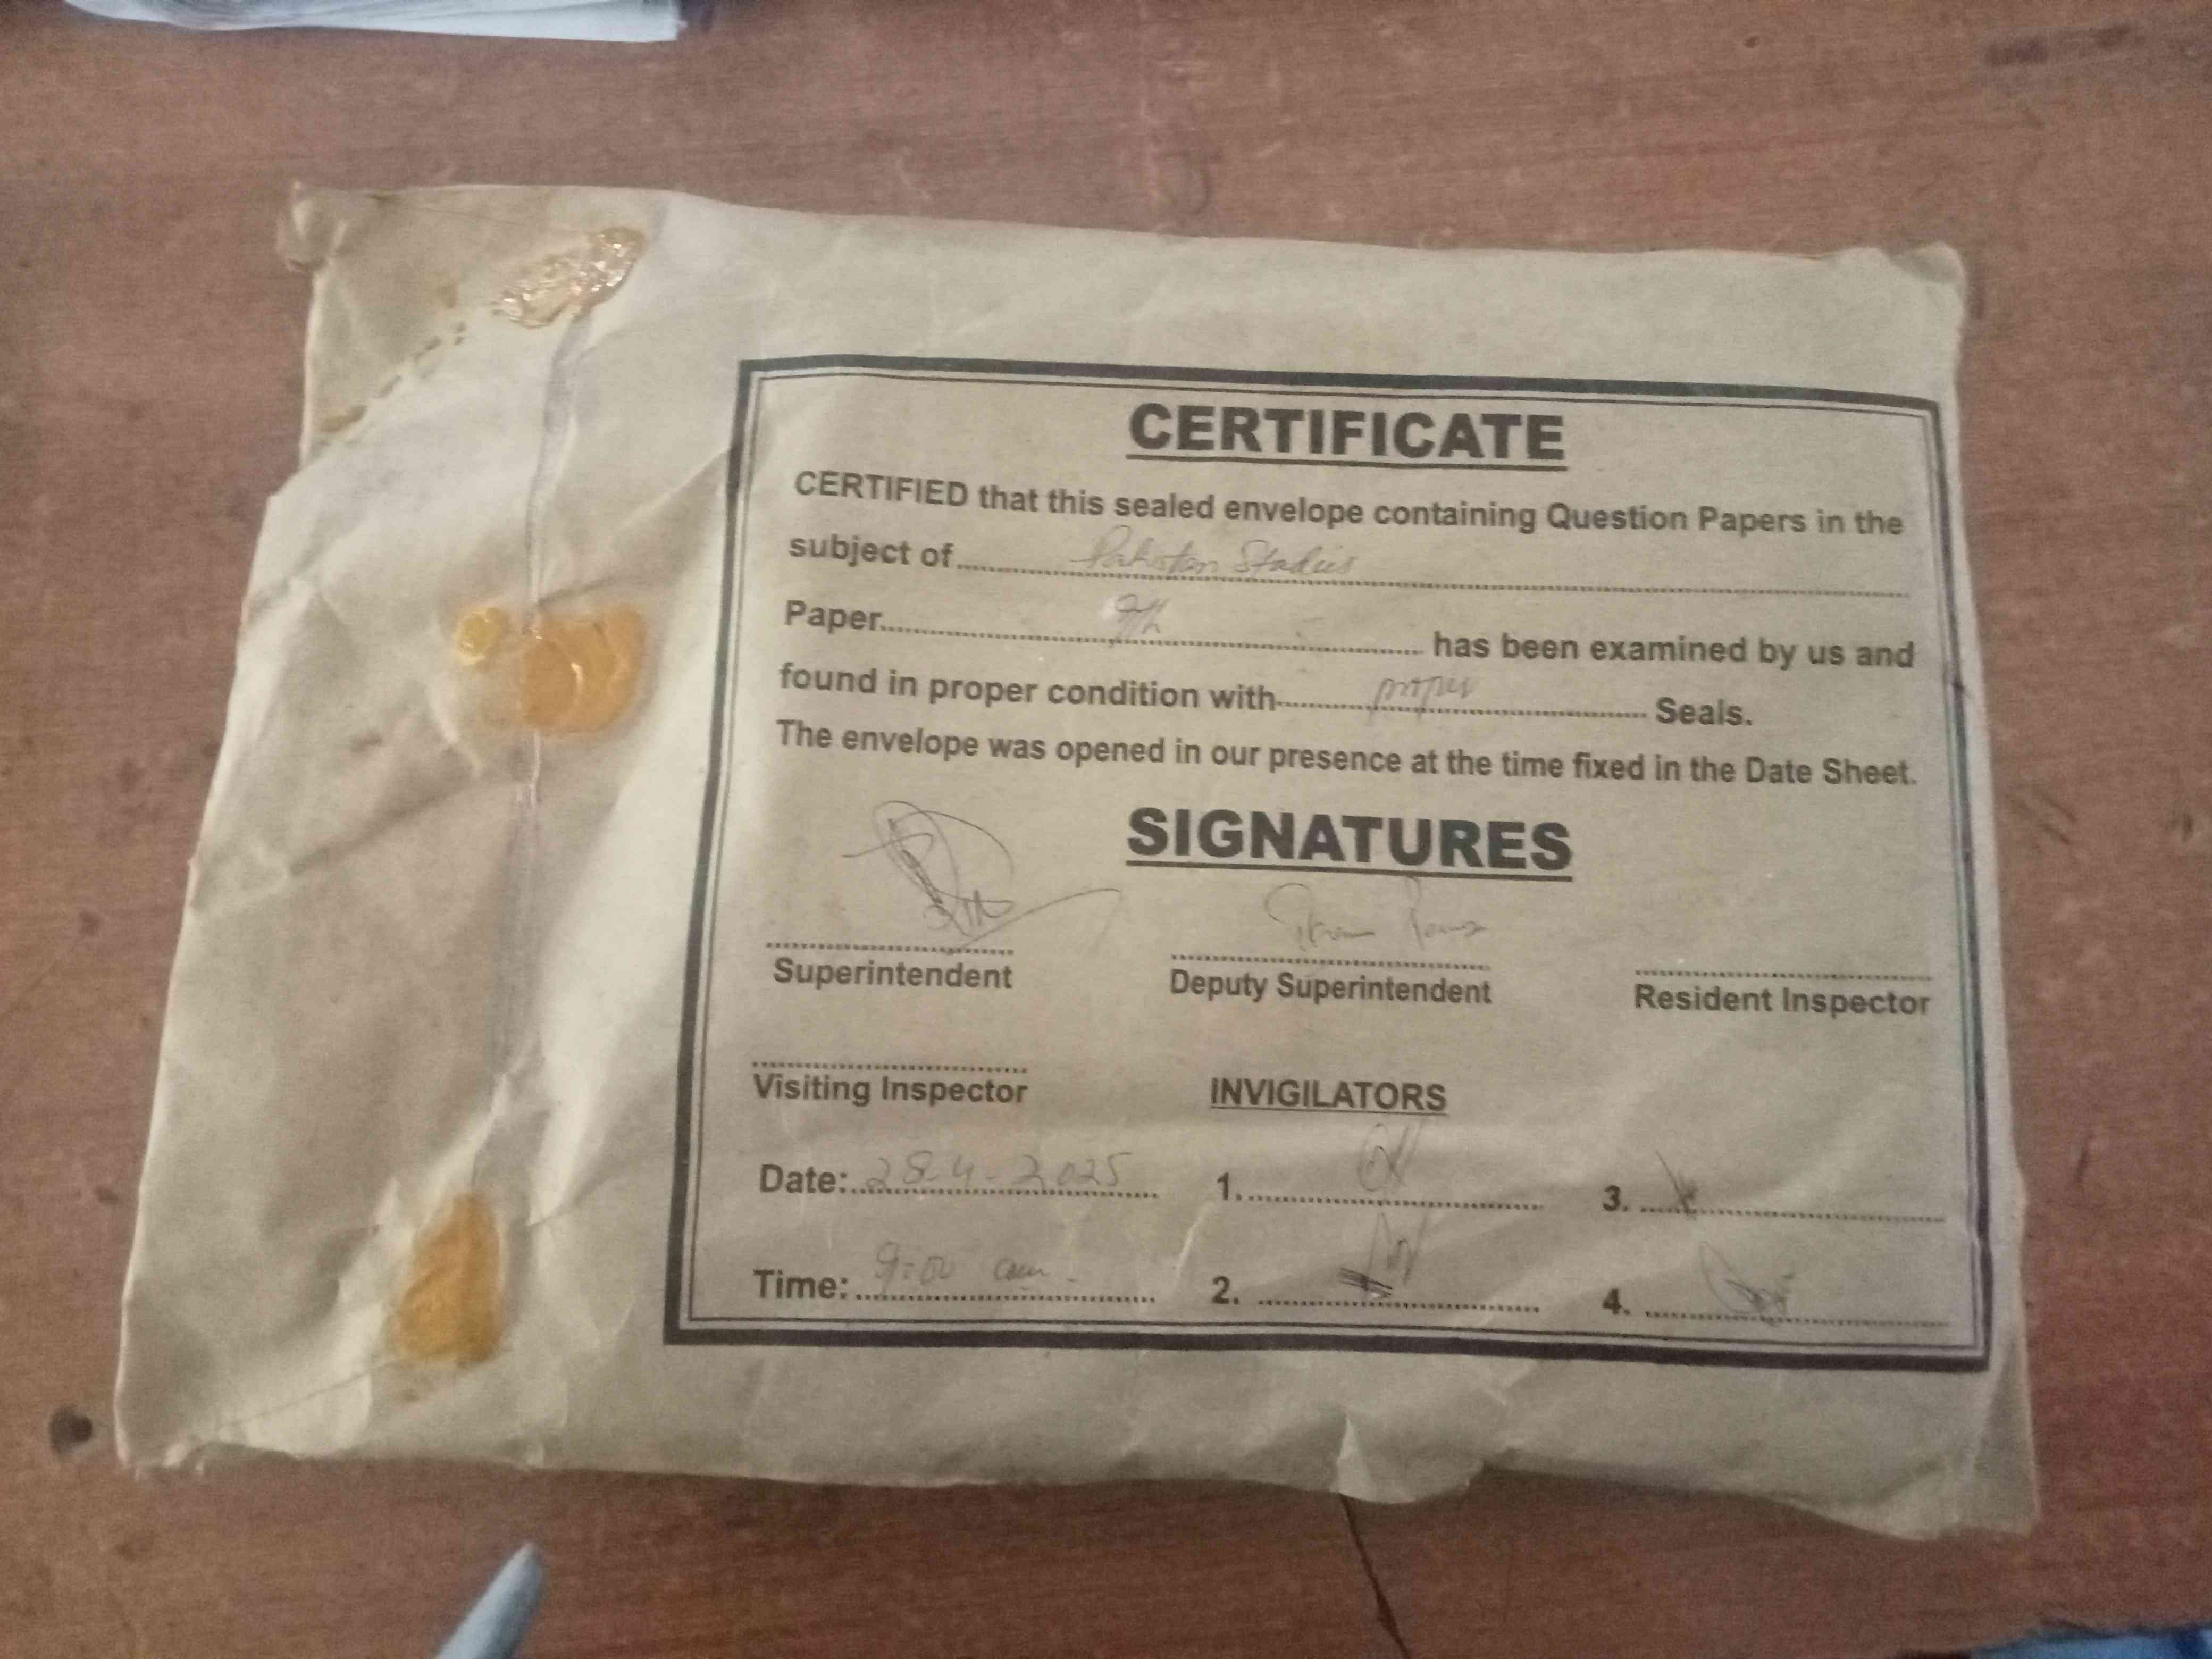 CERTIFICATE
CERTIFIED that this sealed envelope containing Question Papers in the
subject of Pakistan Studies
Paper 9th has been examined by us and
found in proper condition with proper Seals.
The envelope was opened in our presence at the time fixed in the Date Sheet.
SIGNATURES
Superintendent Deputy Superintendent Resident Inspector
Visiting Inspector INVIGILATORS
Date: 28-4-2025 1. 3.
Time: 9:00 am 2. 4.